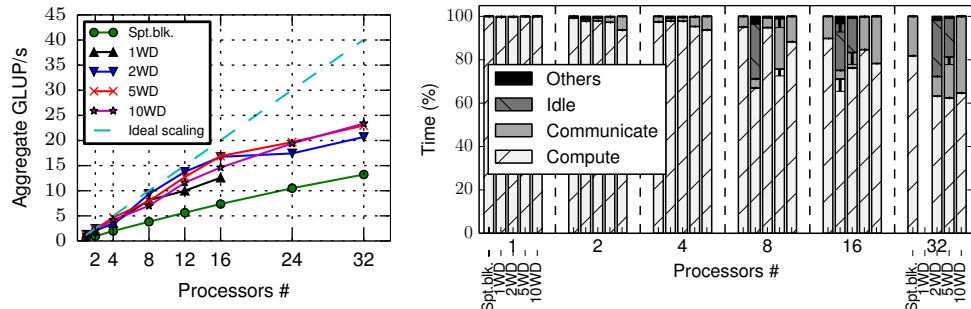 Aggregate GLUP/s
45
40
35
30
25
20
15
10
5
0
Spt.blk.
1WD
2WD
5WD
10WD
Ideal scaling
2 4 8 12 16 24 32
Processors #
Time (%)
100
80
60
40
20
0
Others
Idle
Communicate
Compute
1 2 4 8 16 32
Processors #
Spt.blk.
1WD
2WD
5WD
10WD
Spt.blk.
1WD
2WD
5WD
10WD